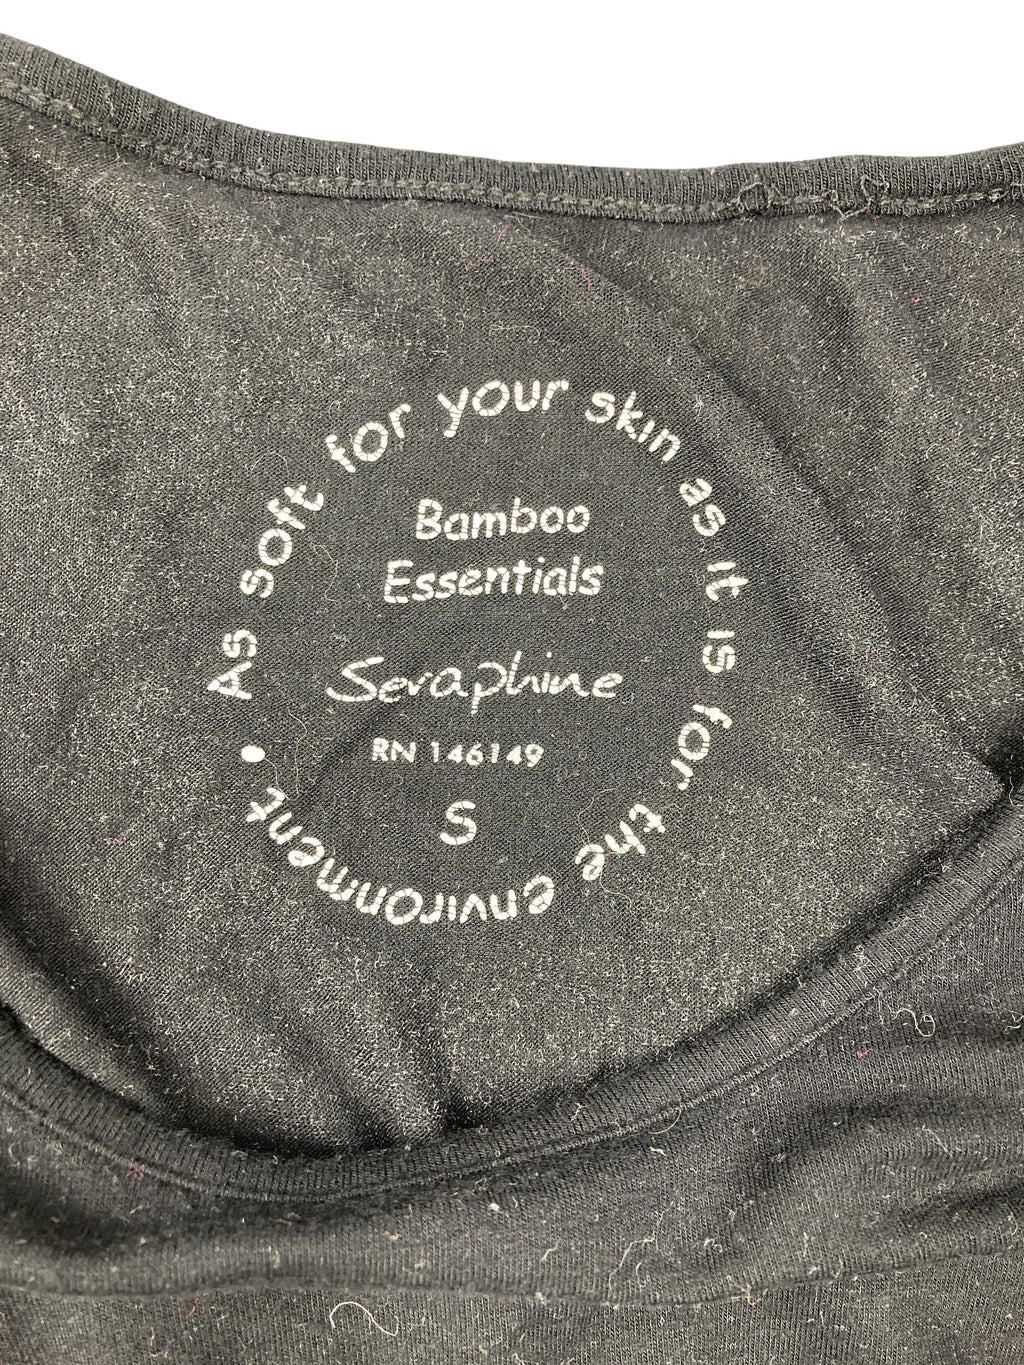 As soft for your skin as it is for the environment •
Bamboo
Essentials
Seraphine
RN 146149
S